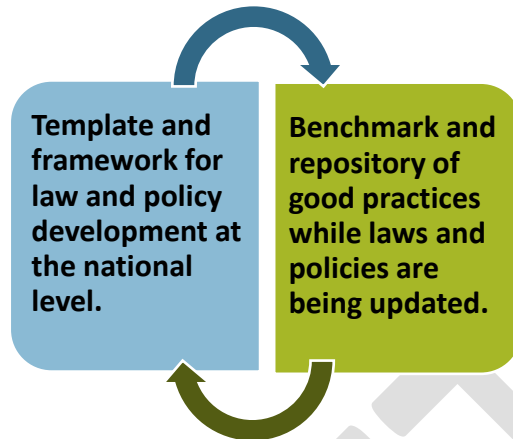 Template and
framework for
law and policy
development at
the national
level.
Benchmark and
repository of
good practices
while laws and
policies are
being updated.